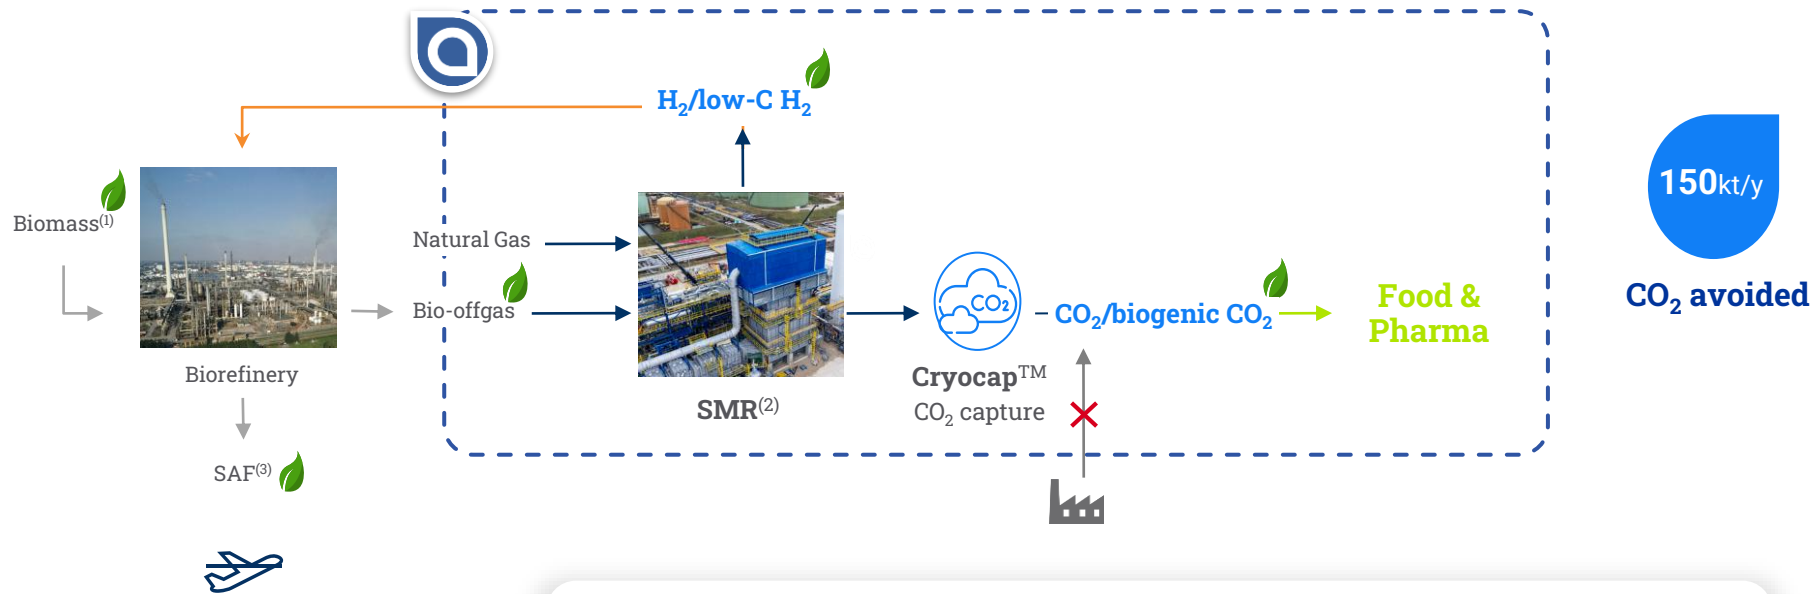 H₂/low-C H₂
Biomass(1)
150kt/y
Natural Gas
Bio-offgas
CO₂
CO₂/biogenic CO₂
Food &
Pharma
CO₂ avoided
Biorefinery
Cryocap™
CO₂ capture
SMR(2)
SAF(3)